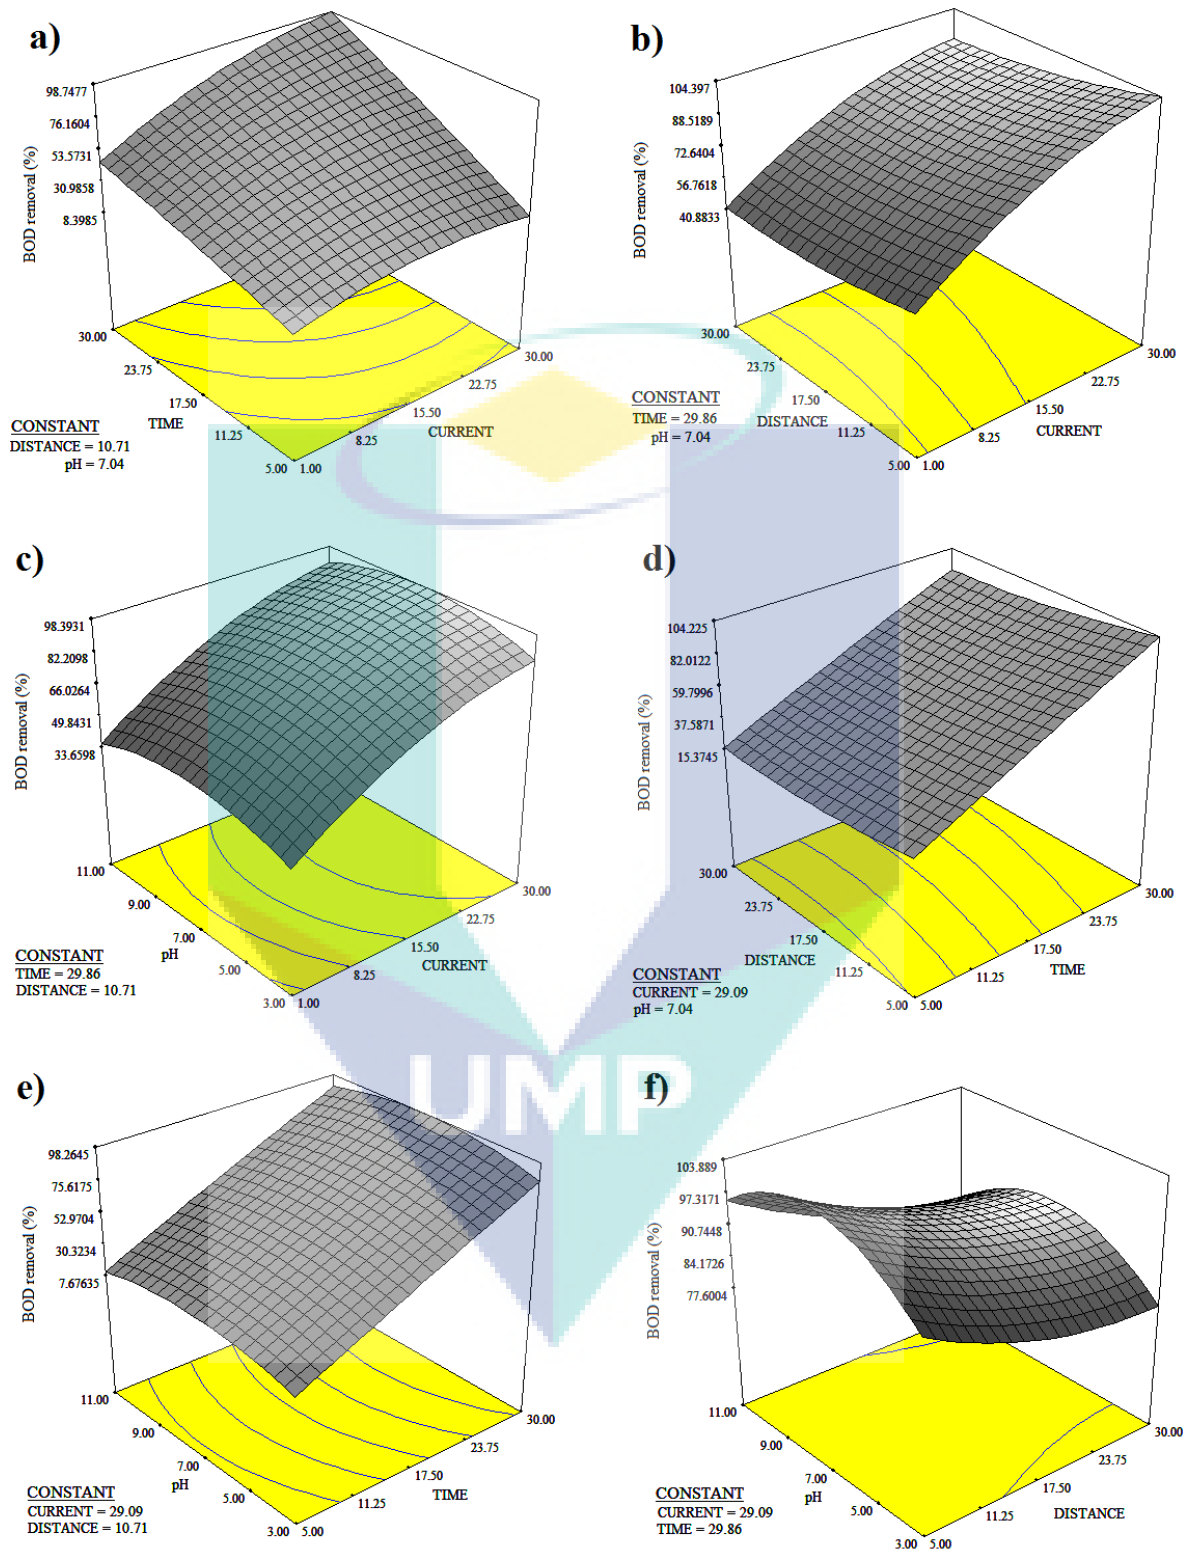 a)
98.7477
76.1604
53.5731
30.9858
8.3985
BOD removal (%)
30.00
23.75
17.50
11.25
5.00
TIME
1.00
8.25
15.50
22.75
30.00
CURRENT
CONSTANT
DISTANCE = 10.71
pH = 7.04
b)
104.397
88.5189
72.6404
56.7618
40.8833
BOD removal (%)
30.00
23.75
17.50
11.25
5.00
DISTANCE
1.00
8.25
15.50
22.75
30.00
CURRENT
CONSTANT
TIME = 29.86
pH = 7.04
c)
98.3931
82.2098
66.0264
49.8431
33.6598
BOD removal (%)
11.00
9.00
7.00
5.00
3.00
pH
1.00
8.25
15.50
22.75
30.00
CURRENT
CONSTANT
TIME = 29.86
DISTANCE = 10.71
d)
104.225
82.0122
59.7996
37.5871
15.3745
BOD removal (%)
30.00
23.75
17.50
11.25
5.00
DISTANCE
5.00
11.25
17.50
23.75
30.00
TIME
CONSTANT
CURRENT = 29.09
pH = 7.04
UMP
e)
98.2645
75.6175
52.9704
30.3234
7.67635
BOD removal (%)
11.00
9.00
7.00
5.00
3.00
pH
5.00
11.25
17.50
23.75
30.00
TIME
CONSTANT
CURRENT = 29.09
DISTANCE = 10.71
f)
103.889
97.3171
90.7448
84.1726
77.6004
BOD removal (%)
11.00
9.00
7.00
5.00
3.00
pH
5.00
11.25
17.50
23.75
30.00
DISTANCE
CONSTANT
CURRENT = 29.09
TIME = 29.86